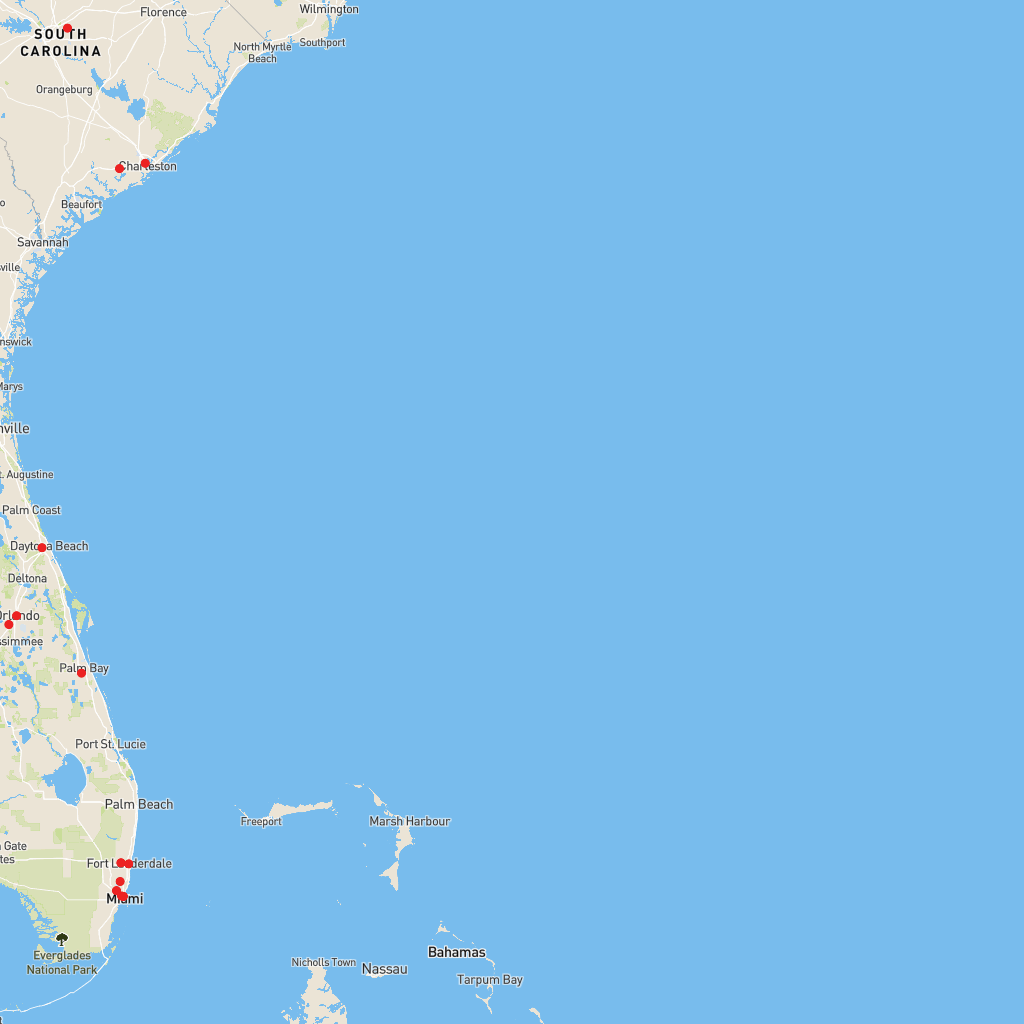 Florence
Wilmington
SOUTH
CAROLINA
Southport
North Myrtle
Beach
Orangeburg
Charleston
Beaufort
o
Savannah
sville
nswick
Marys
nville
t. Augustine
Palm Coast
Daytona Beach
Deltona
Orlando
ssimmee
Palm Bay
Port St. Lucie
Palm Beach
Freeport
Marsh Harbour
n Gate
tes
Fort Lauderdale
Miami
Everglades
National Park
Bahamas
Nicholls Town
Nassau
Tarpum Bay